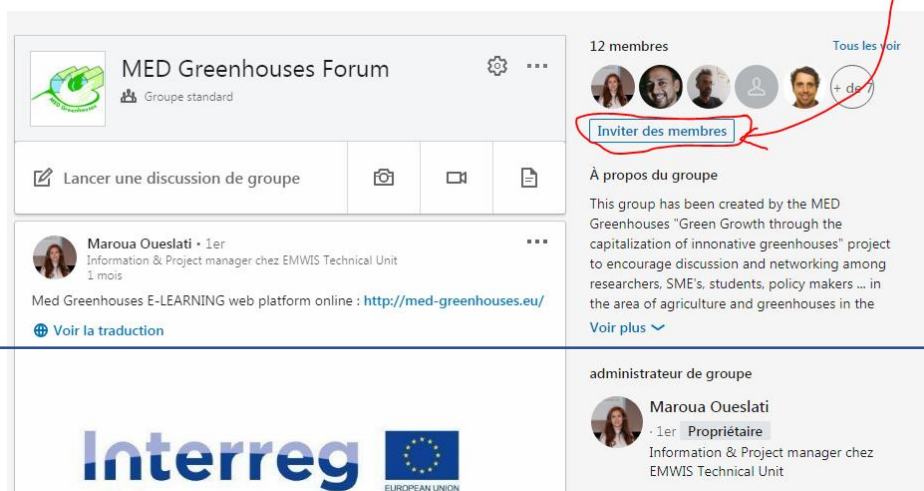 MED Greenhouses
MED Greenhouses Forum
Groupe standard
Lancer une discussion de groupe
Maroua Oueslati • 1er
Information & Project manager chez EMWIS Technical Unit
1 mois
Med Greenhouses E-LEARNING web platform online : http://med-greenhouses.eu/
Voir la traduction
Interreg
EUROPEAN UNION
12 membres
Tous les voir
+ de 7
Inviter des membres
À propos du groupe
This group has been created by the MED
Greenhouses "Green Growth through the
capitalization of innonative greenhouses" project
to encourage discussion and networking among
researchers, SME's, students, policy makers ... in
the area of agriculture and greenhouses in the
Voir plus
administrateur de groupe
Maroua Oueslati
· 1er Propriétaire
Information & Project manager chez
EMWIS Technical Unit